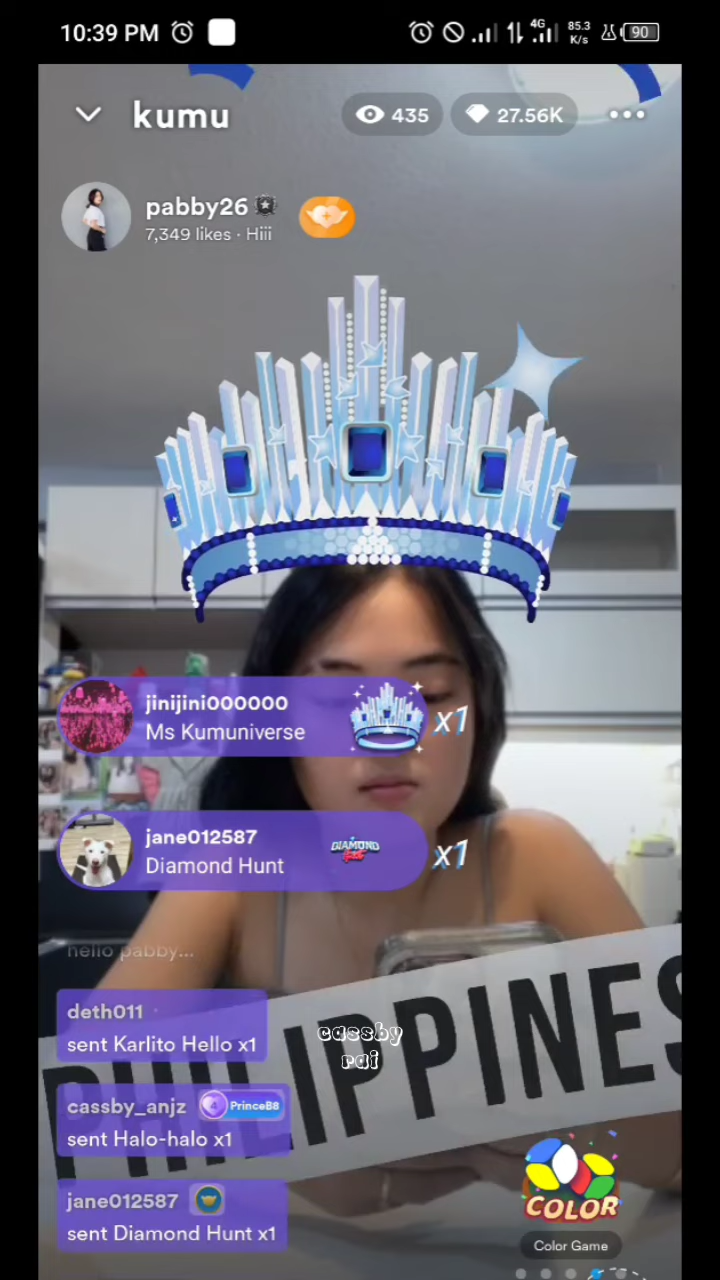 10:39 PM
4G
85.3
K/s
90
kumu
435
27.56K
pabby26
7,349 likes · Hiii
jinijini000000
Ms Kumuniverse
x1
jane012587
Diamond Hunt
DIAMOND
x1
hello pabby...
deth011
sent Karlito Hello x1
cassby
rai
PHILIPPINES
cassby_anjz
4
PrinceB8
sent Halo-halo x1
jane012587
sent Diamond Hunt x1
COLOR
Color Game